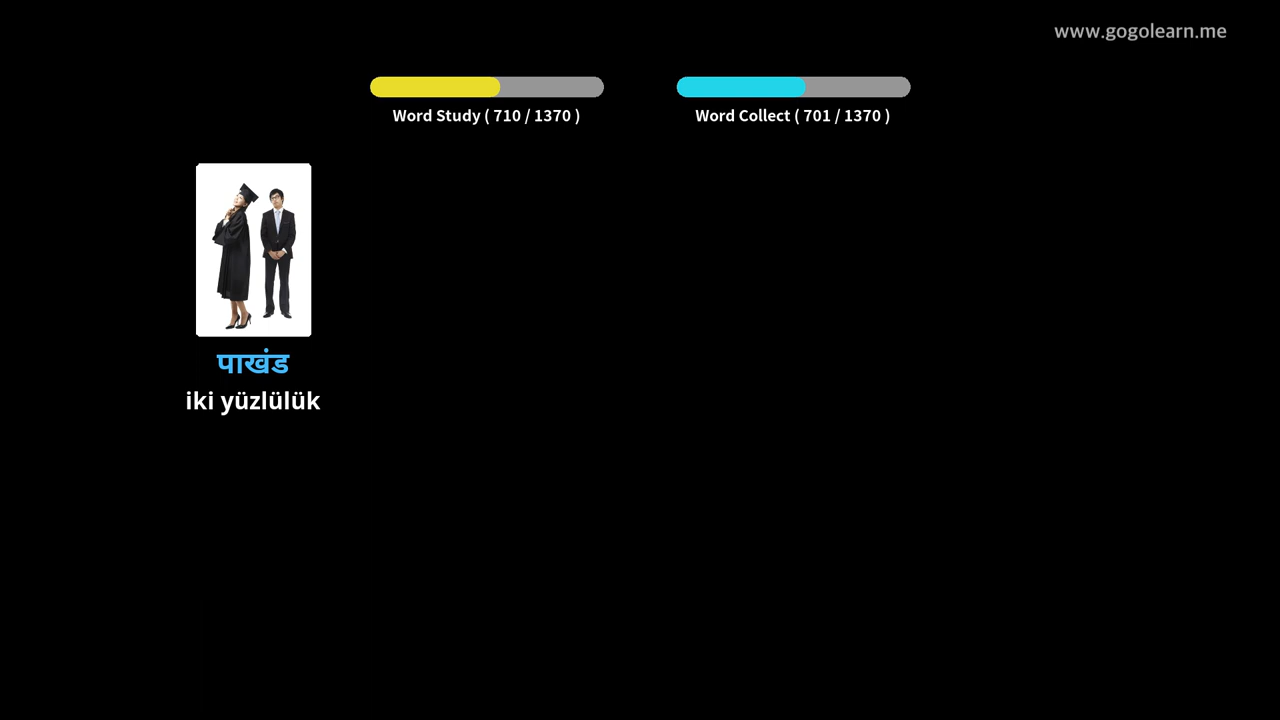 www.gogolearn.me
Word Study ( 710 / 1370 )
Word Collect ( 701 / 1370 )
पाखंड
iki yüzlülük